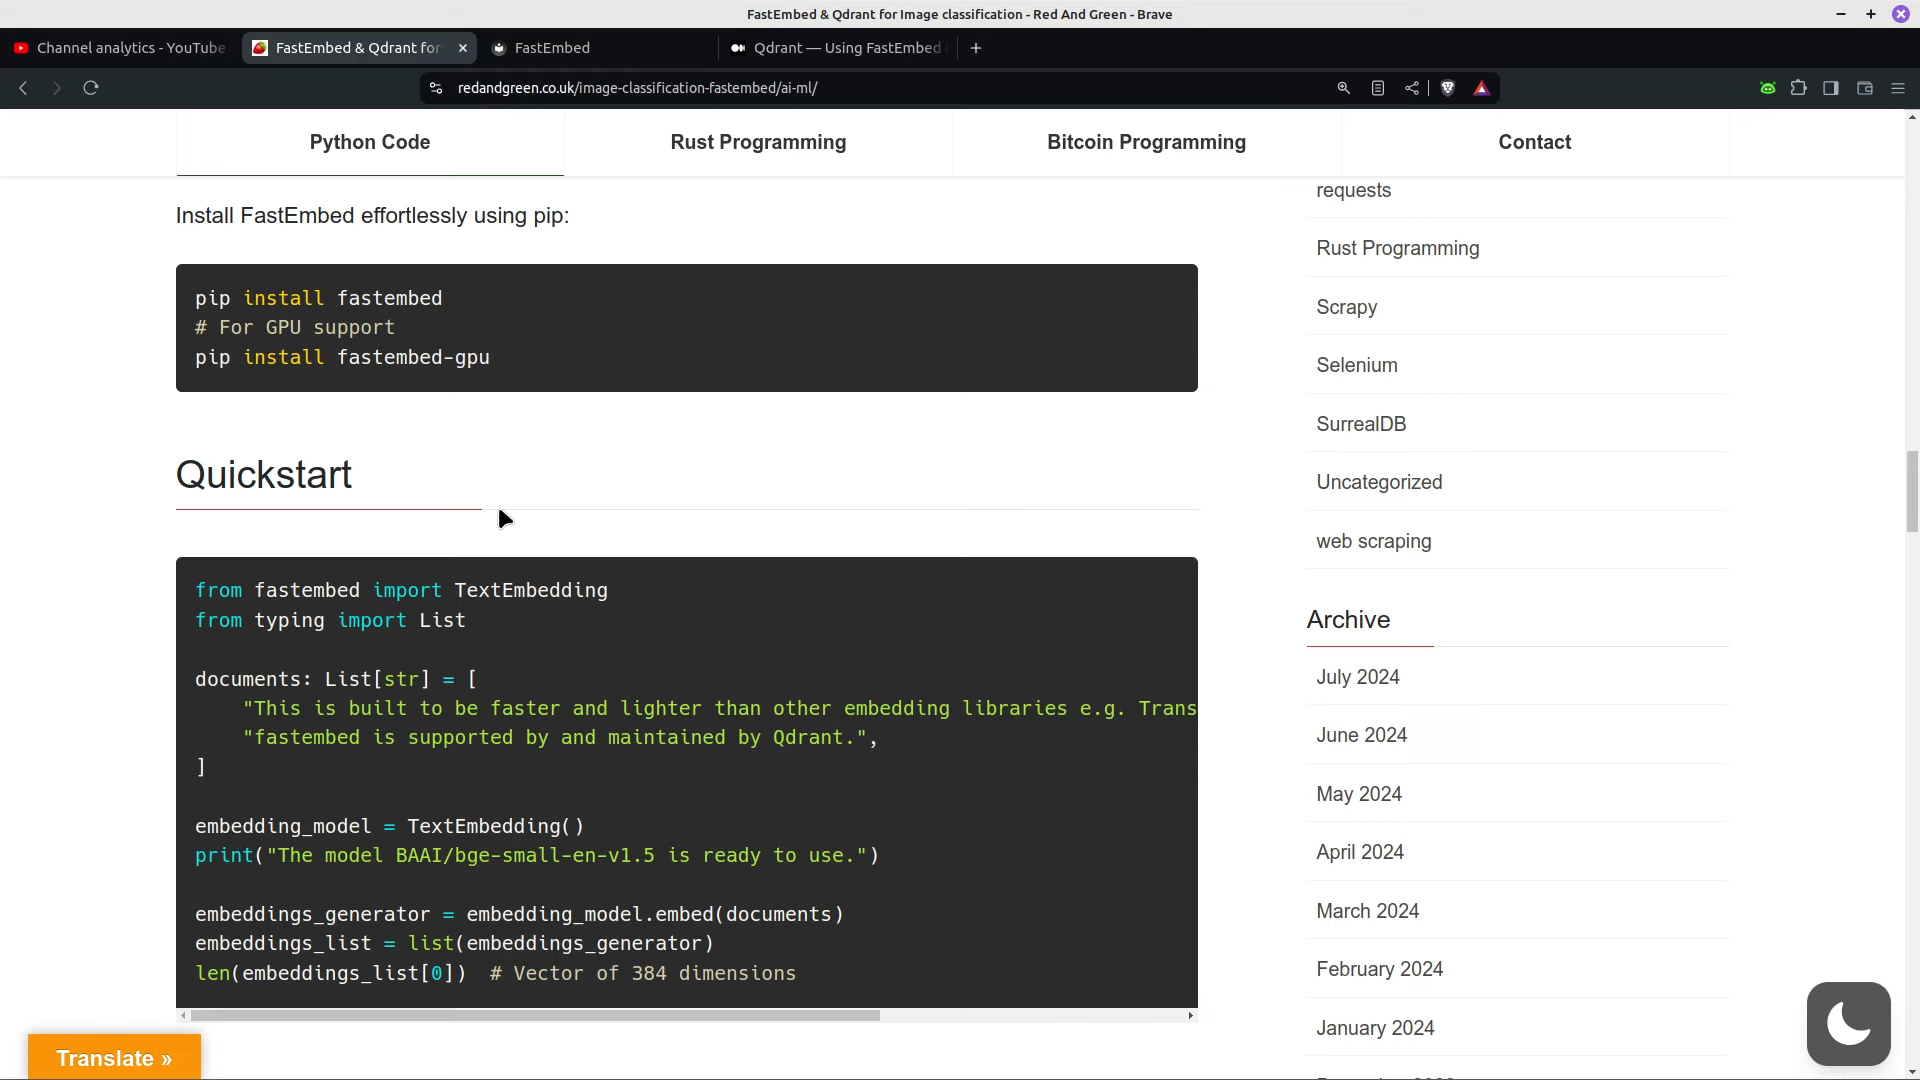 FastEmbed & Qdrant for Image classification - Red And Green - Brave
Channel analytics - YouTube
FastEmbed & Qdrant for
FastEmbed
Qdrant — Using FastEmbed
redandgreen.co.uk/image-classification-fastembed/ai-ml/
Python Code
Rust Programming
Bitcoin Programming
Contact
Install FastEmbed effortlessly using pip:
pip install fastembed
# For GPU support
pip install fastembed-gpu
Quickstart
from fastembed import TextEmbedding
from typing import List
documents: List[str] = [
"This is built to be faster and lighter than other embedding libraries e.g. Trans
"fastembed is supported by and maintained by Qdrant.",
]
embedding_model = TextEmbedding()
print("The model BAAI/bge-small-en-v1.5 is ready to use.")
embeddings_generator = embedding_model.embed(documents)
embeddings_list = list(embeddings_generator)
len(embeddings_list[0])  # Vector of 384 dimensions
requests
Rust Programming
Scrapy
Selenium
SurrealDB
Uncategorized
web scraping
Archive
July 2024
June 2024
May 2024
April 2024
March 2024
February 2024
January 2024
Translate »